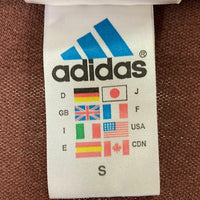 adidas®
D J
GB F
I USA
E CDN
S